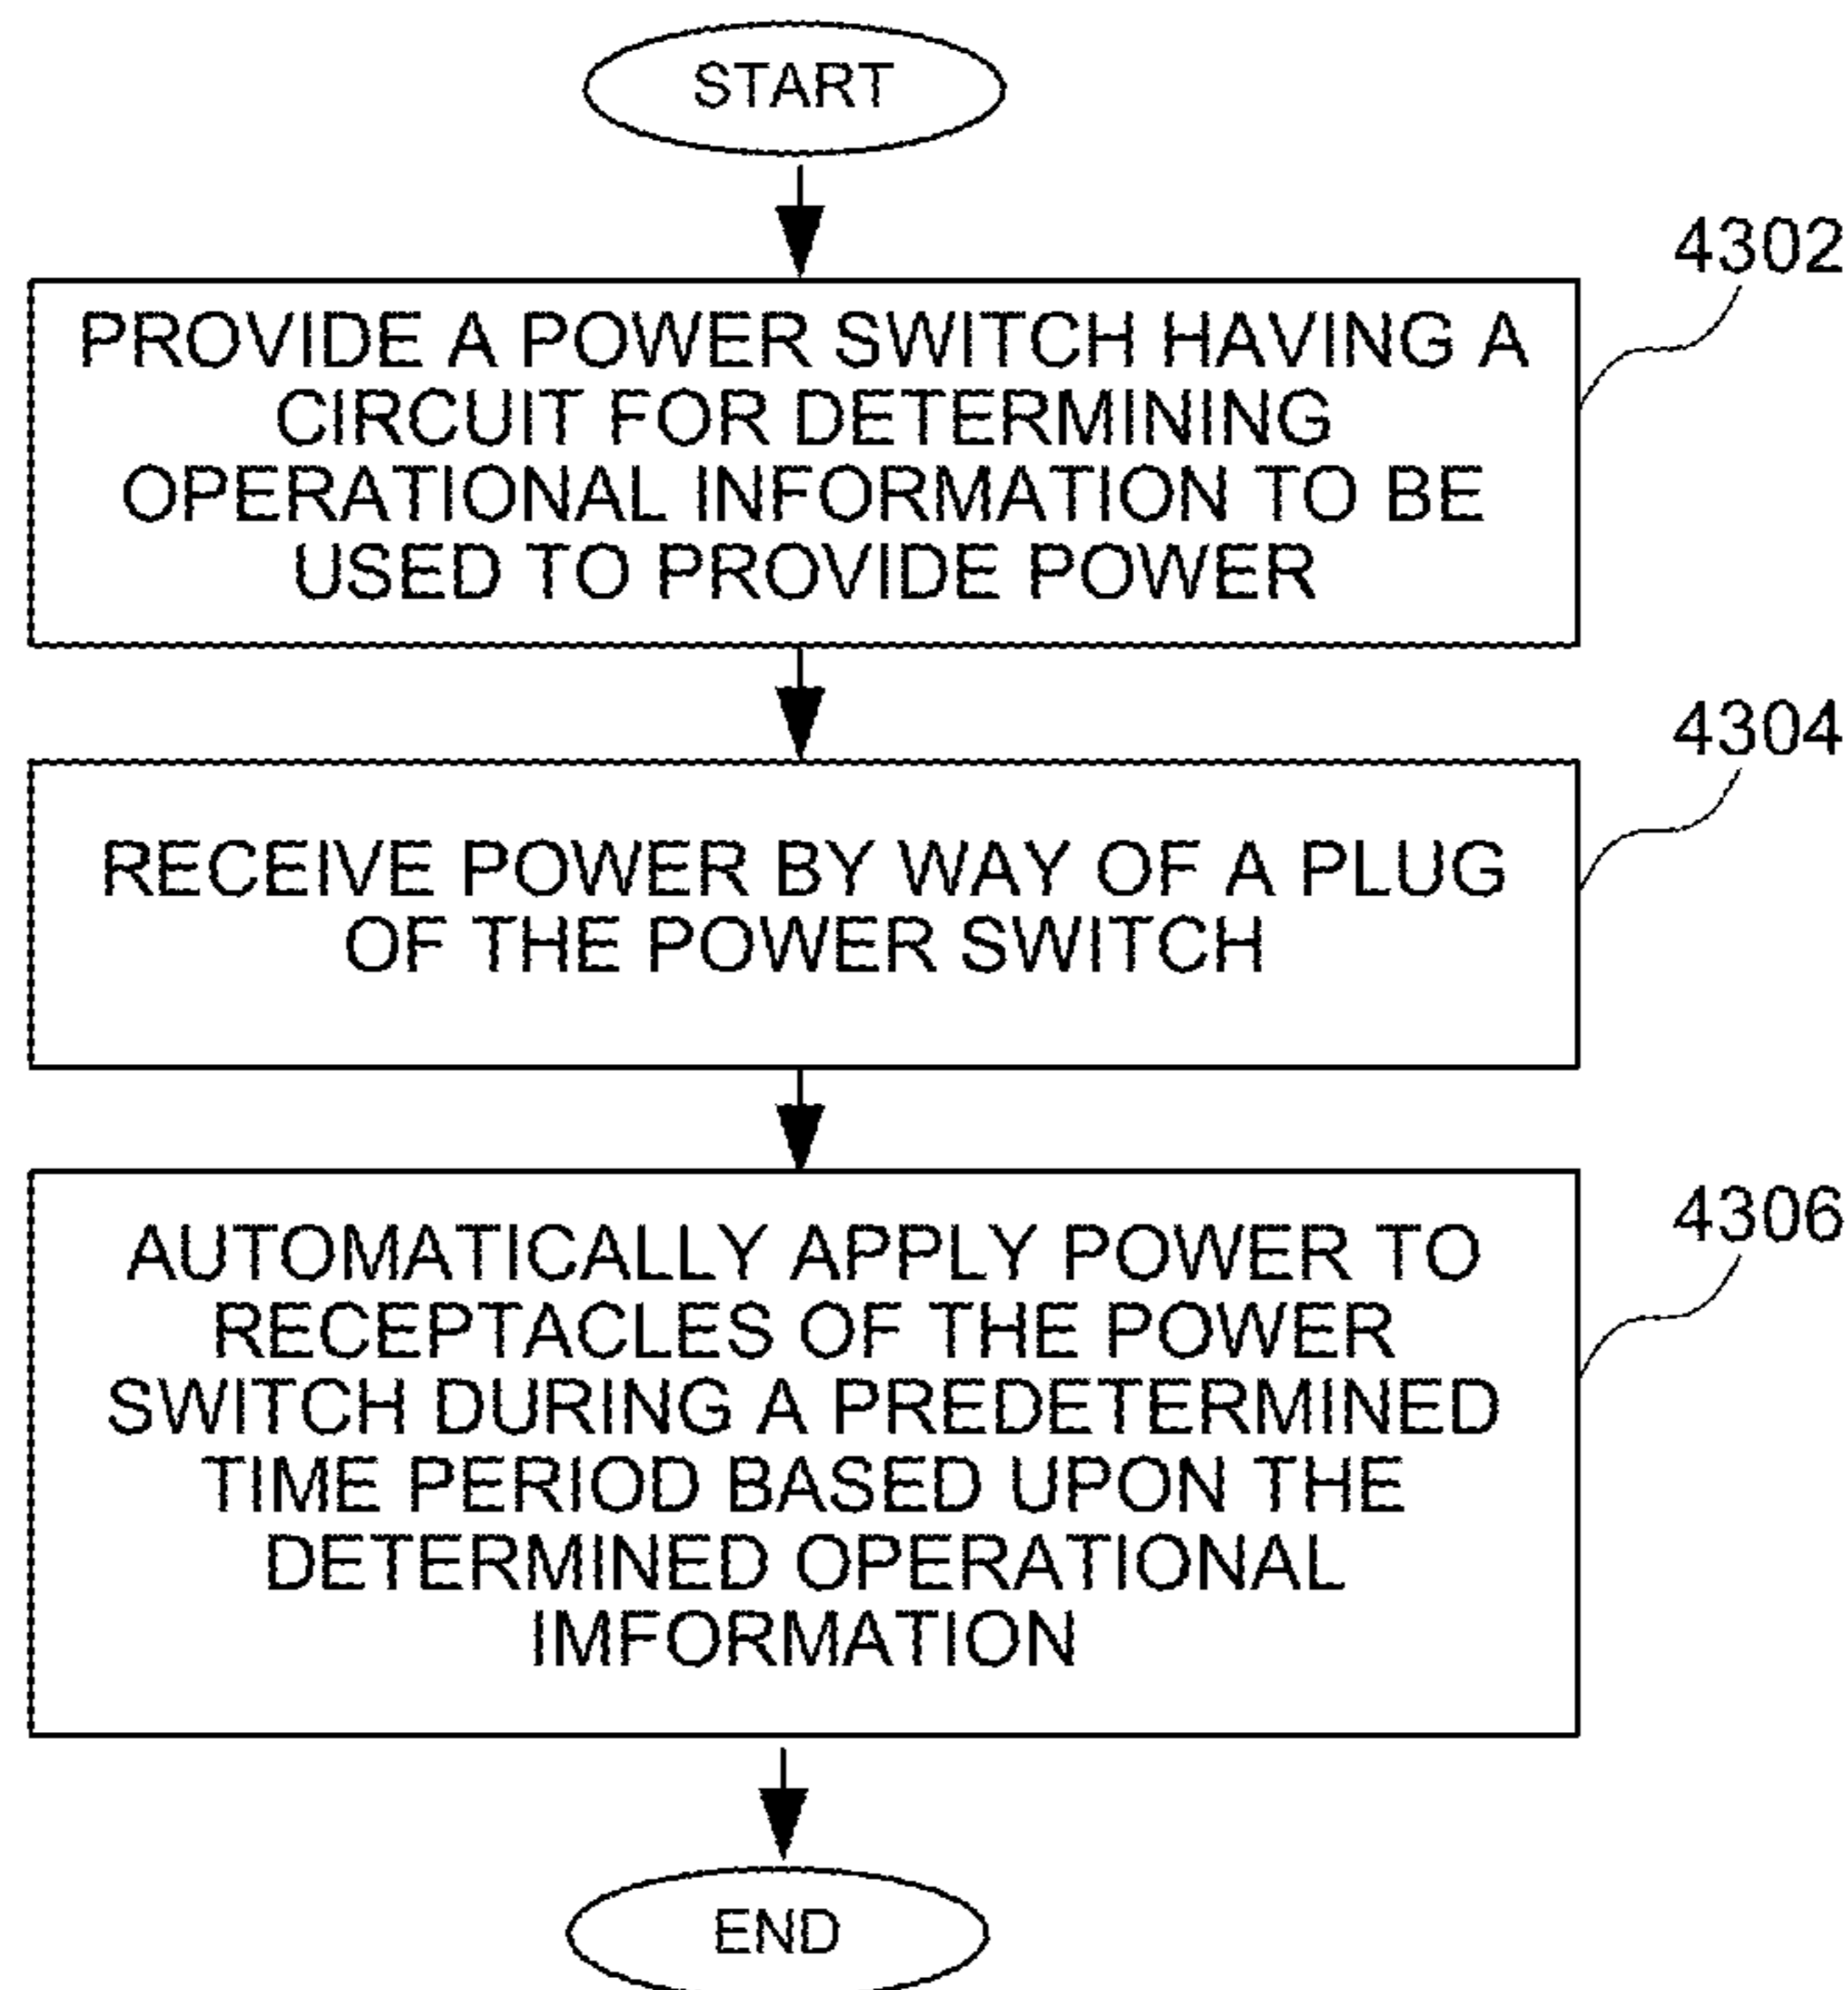 START
4302
PROVIDE A POWER SWITCH HAVING A
CIRCUIT FOR DETERMINING
OPERATIONAL INFORMATION TO BE
USED TO PROVIDE POWER
4304
RECEIVE POWER BY WAY OF A PLUG
OF THE POWER SWITCH
4306
AUTOMATICALLY APPLY POWER TO
RECEPTACLES OF THE POWER
SWITCH DURING A PREDETERMINED
TIME PERIOD BASED UPON THE
DETERMINED OPERATIONAL
IMFORMATION
END